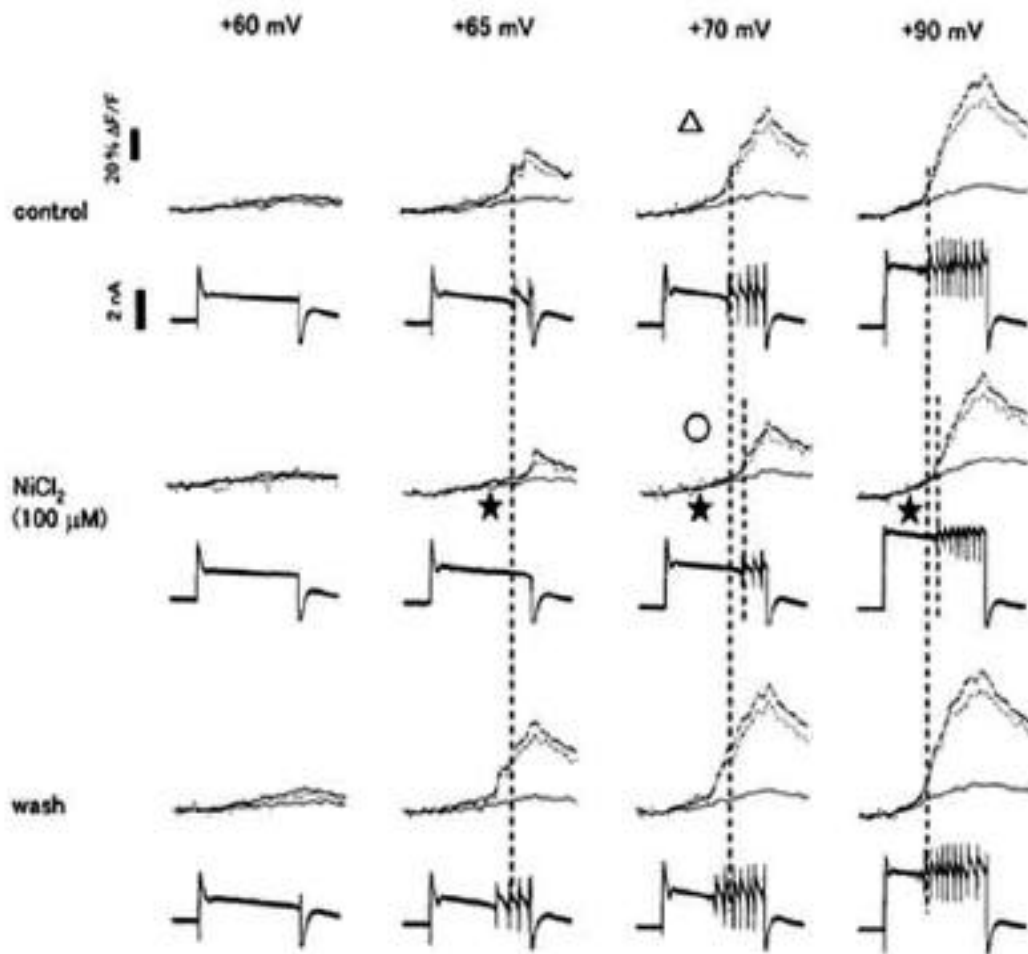 +60 mV +65 mV +70 mV +90 mV
20 % ΔF/F
control
2 nA
NiCl₂
(100 μM)
wash